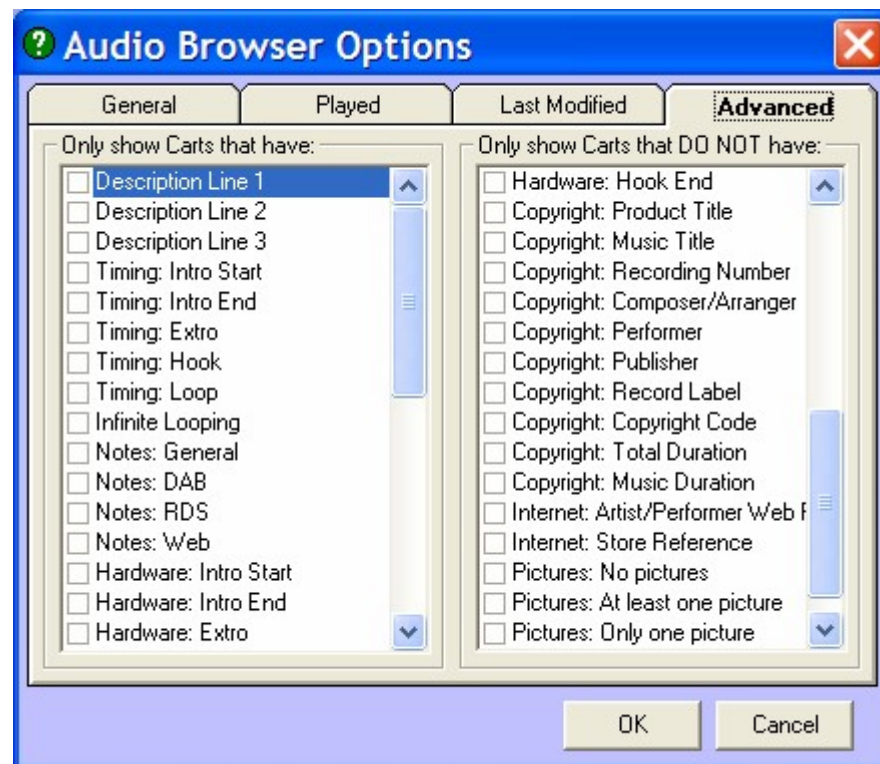 Audio Browser Options
General Played Last Modified Advanced
Only show Carts that have:
Description Line 1
Description Line 2
Description Line 3
Timing: Intro Start
Timing: Intro End
Timing: Extro
Timing: Hook
Timing: Loop
Infinite Looping
Notes: General
Notes: DAB
Notes: RDS
Notes: Web
Hardware: Intro Start
Hardware: Intro End
Hardware: Extro
Only show Carts that DO NOT have:
Hardware: Hook End
Copyright: Product Title
Copyright: Music Title
Copyright: Recording Number
Copyright: Composer/Arranger
Copyright: Performer
Copyright: Publisher
Copyright: Record Label
Copyright: Copyright Code
Copyright: Total Duration
Copyright: Music Duration
Internet: Artist/Performer Web
Internet: Store Reference
Pictures: No pictures
Pictures: At least one picture
Pictures: Only one picture
OK Cancel